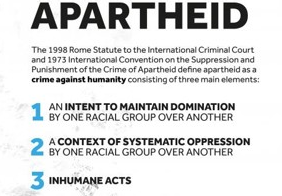 APARTHEID
The 1998 Rome Statute to the International Criminal Court
and 1973 International Convention on the Suppression and
Punishment of the Crime of Apartheid define apartheid as a
crime against humanity consisting of three main elements:
1 AN INTENT TO MAINTAIN DOMINATION
BY ONE RACIAL GROUP OVER ANOTHER
2 A CONTEXT OF SYSTEMATIC OPPRESSION
BY ONE RACIAL GROUP OVER ANOTHER
3 INHUMANE ACTS